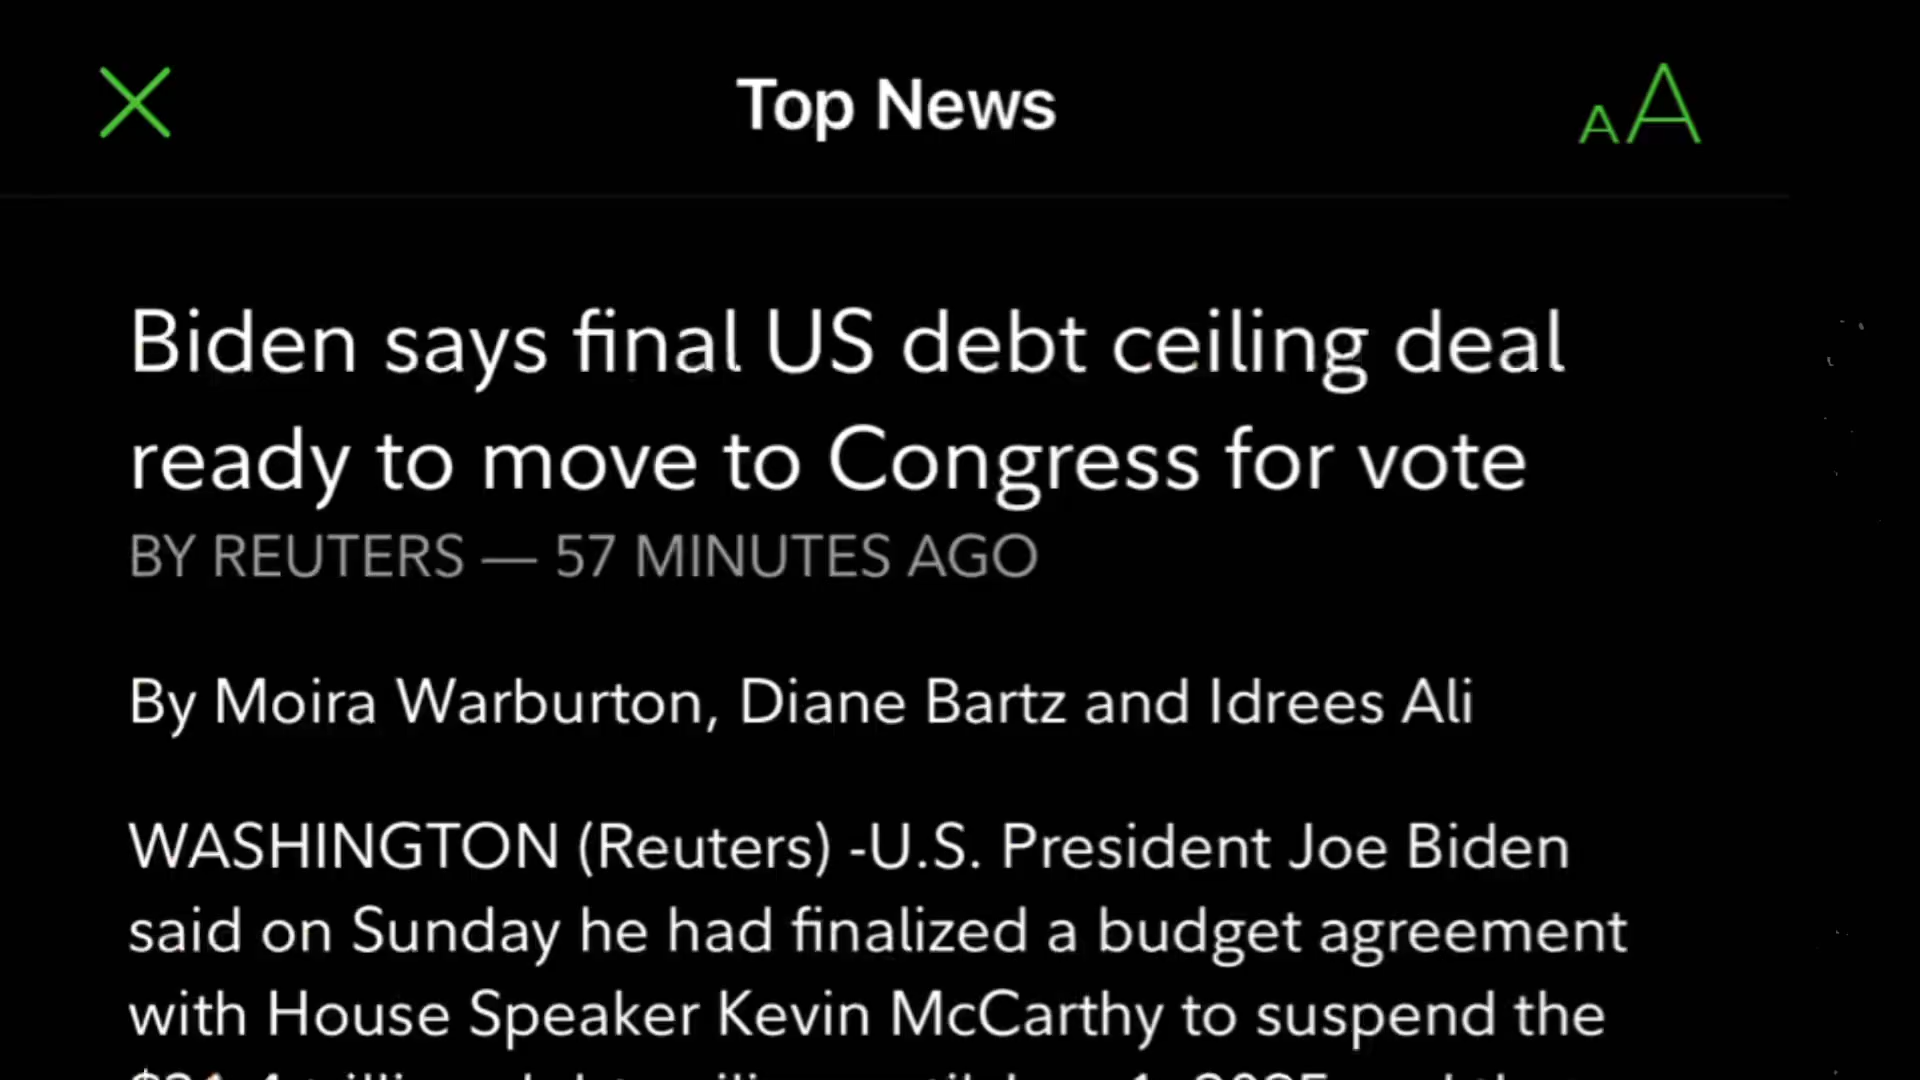 Top News
AA
Biden says final US debt ceiling deal
ready to move to Congress for vote
BY REUTERS — 57 MINUTES AGO
By Moira Warburton, Diane Bartz and Idrees Ali
WASHINGTON (Reuters) -U.S. President Joe Biden
said on Sunday he had finalized a budget agreement
with House Speaker Kevin McCarthy to suspend the